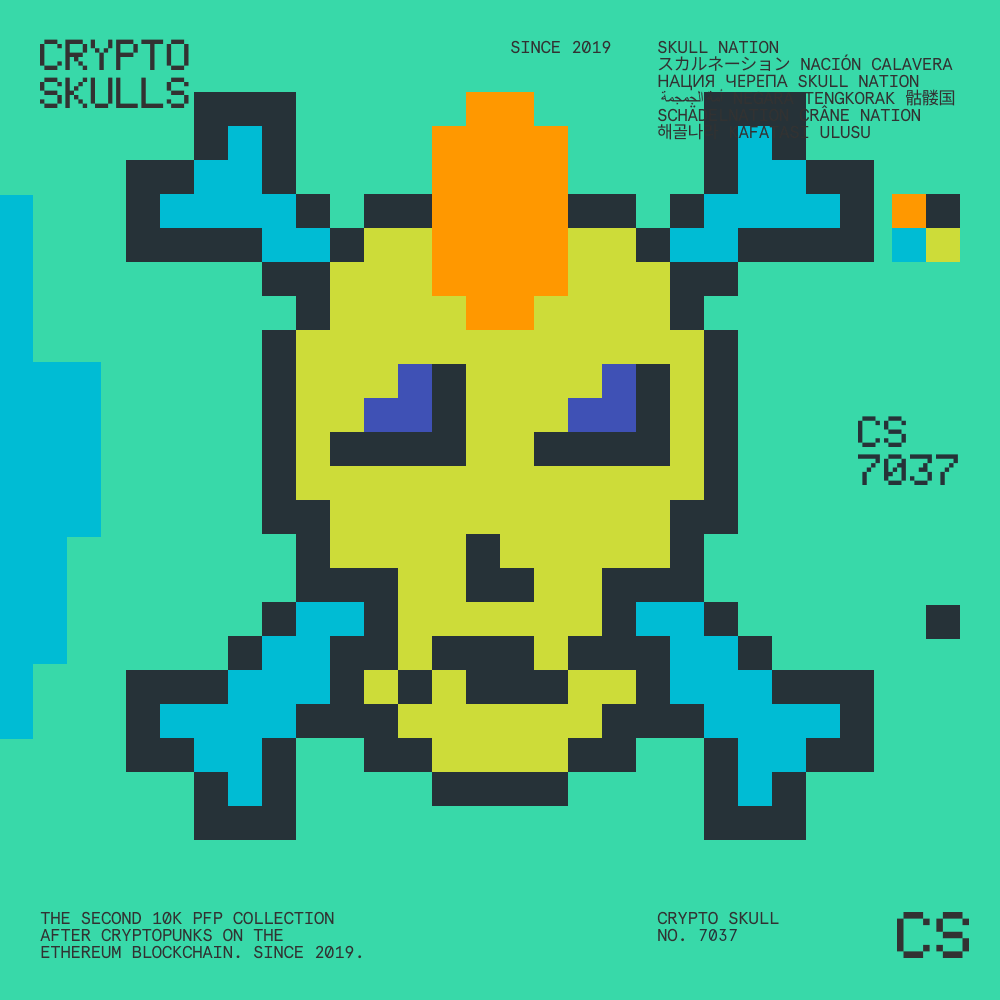 CRYPTO
SKULLS
SINCE 2019
SKULL NATION
スカルネーション NACIÓN CALAVERA
НАЦИЯ ЧЕРЕПА SKULL NATION
TENGKORAK 骷髅国
CRÂNE NATION
해골나 ULUSU
CS
7037
THE SECOND 10K PFP COLLECTION
AFTER CRYPTOPUNKS ON THE
ETHEREUM BLOCKCHAIN. SINCE 2019.
CRYPTO SKULL
NO. 7037
CS